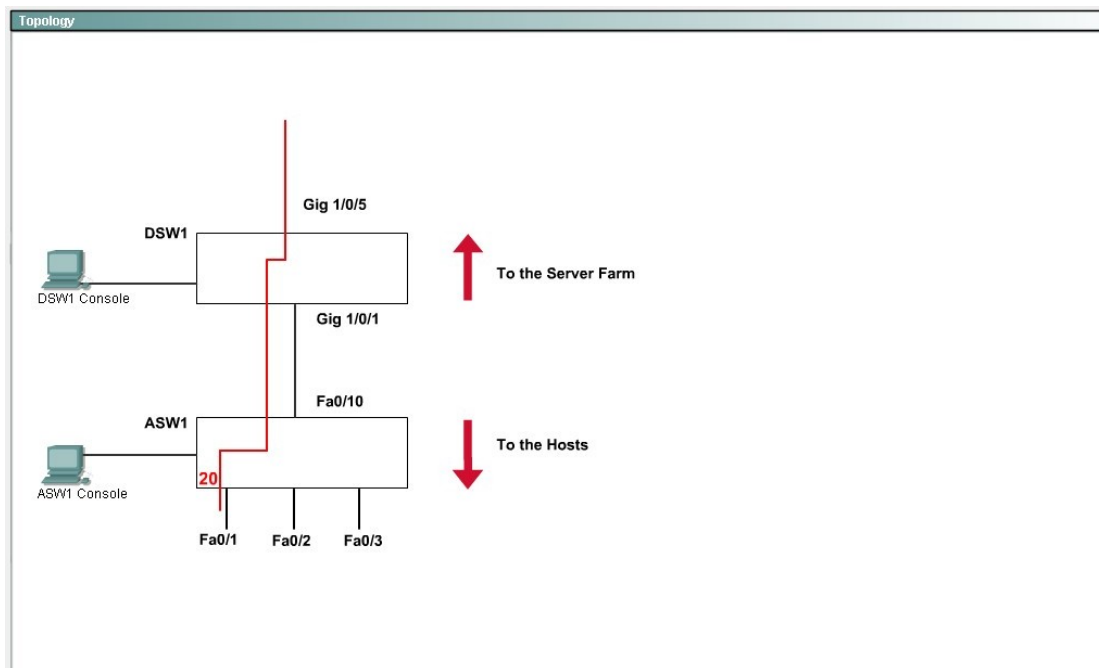 Topology
Gig 1/0/5
DSW1
To the Server Farm
DSW1 Console
Gig 1/0/1
Fa0/10
ASW1
To the Hosts
20
ASW1 Console
Fa0/1 Fa0/2 Fa0/3